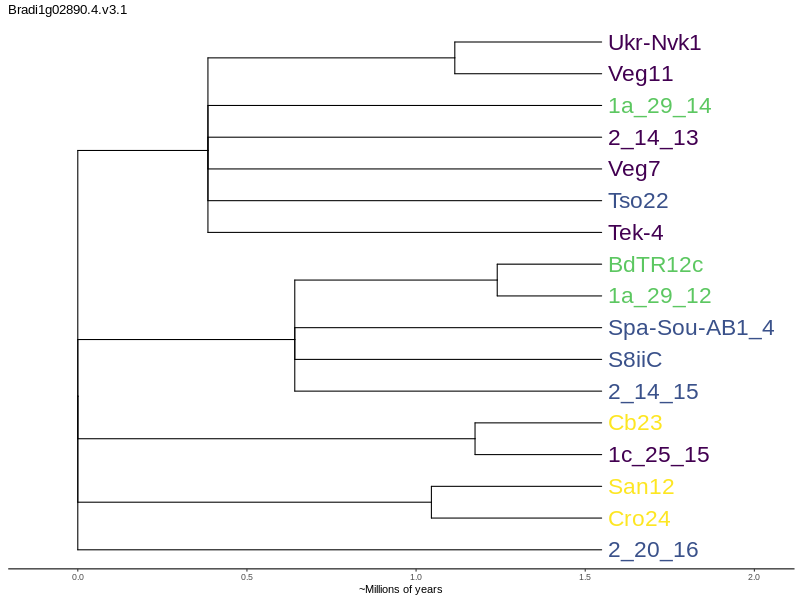 Bradi1g02890.4.v3.1
Ukr-Nvk1
Veg11
1a_29_14
2_14_13
Veg7
Tso22
Tek-4
BdTR12c
1a_29_12
Spa-Sou-AB1_4
S8iiC
2_14_15
Cb23
1c_25_15
San12
Cro24
2_20_16
0.0 0.5 1.0 1.5 2.0
~Millions of years